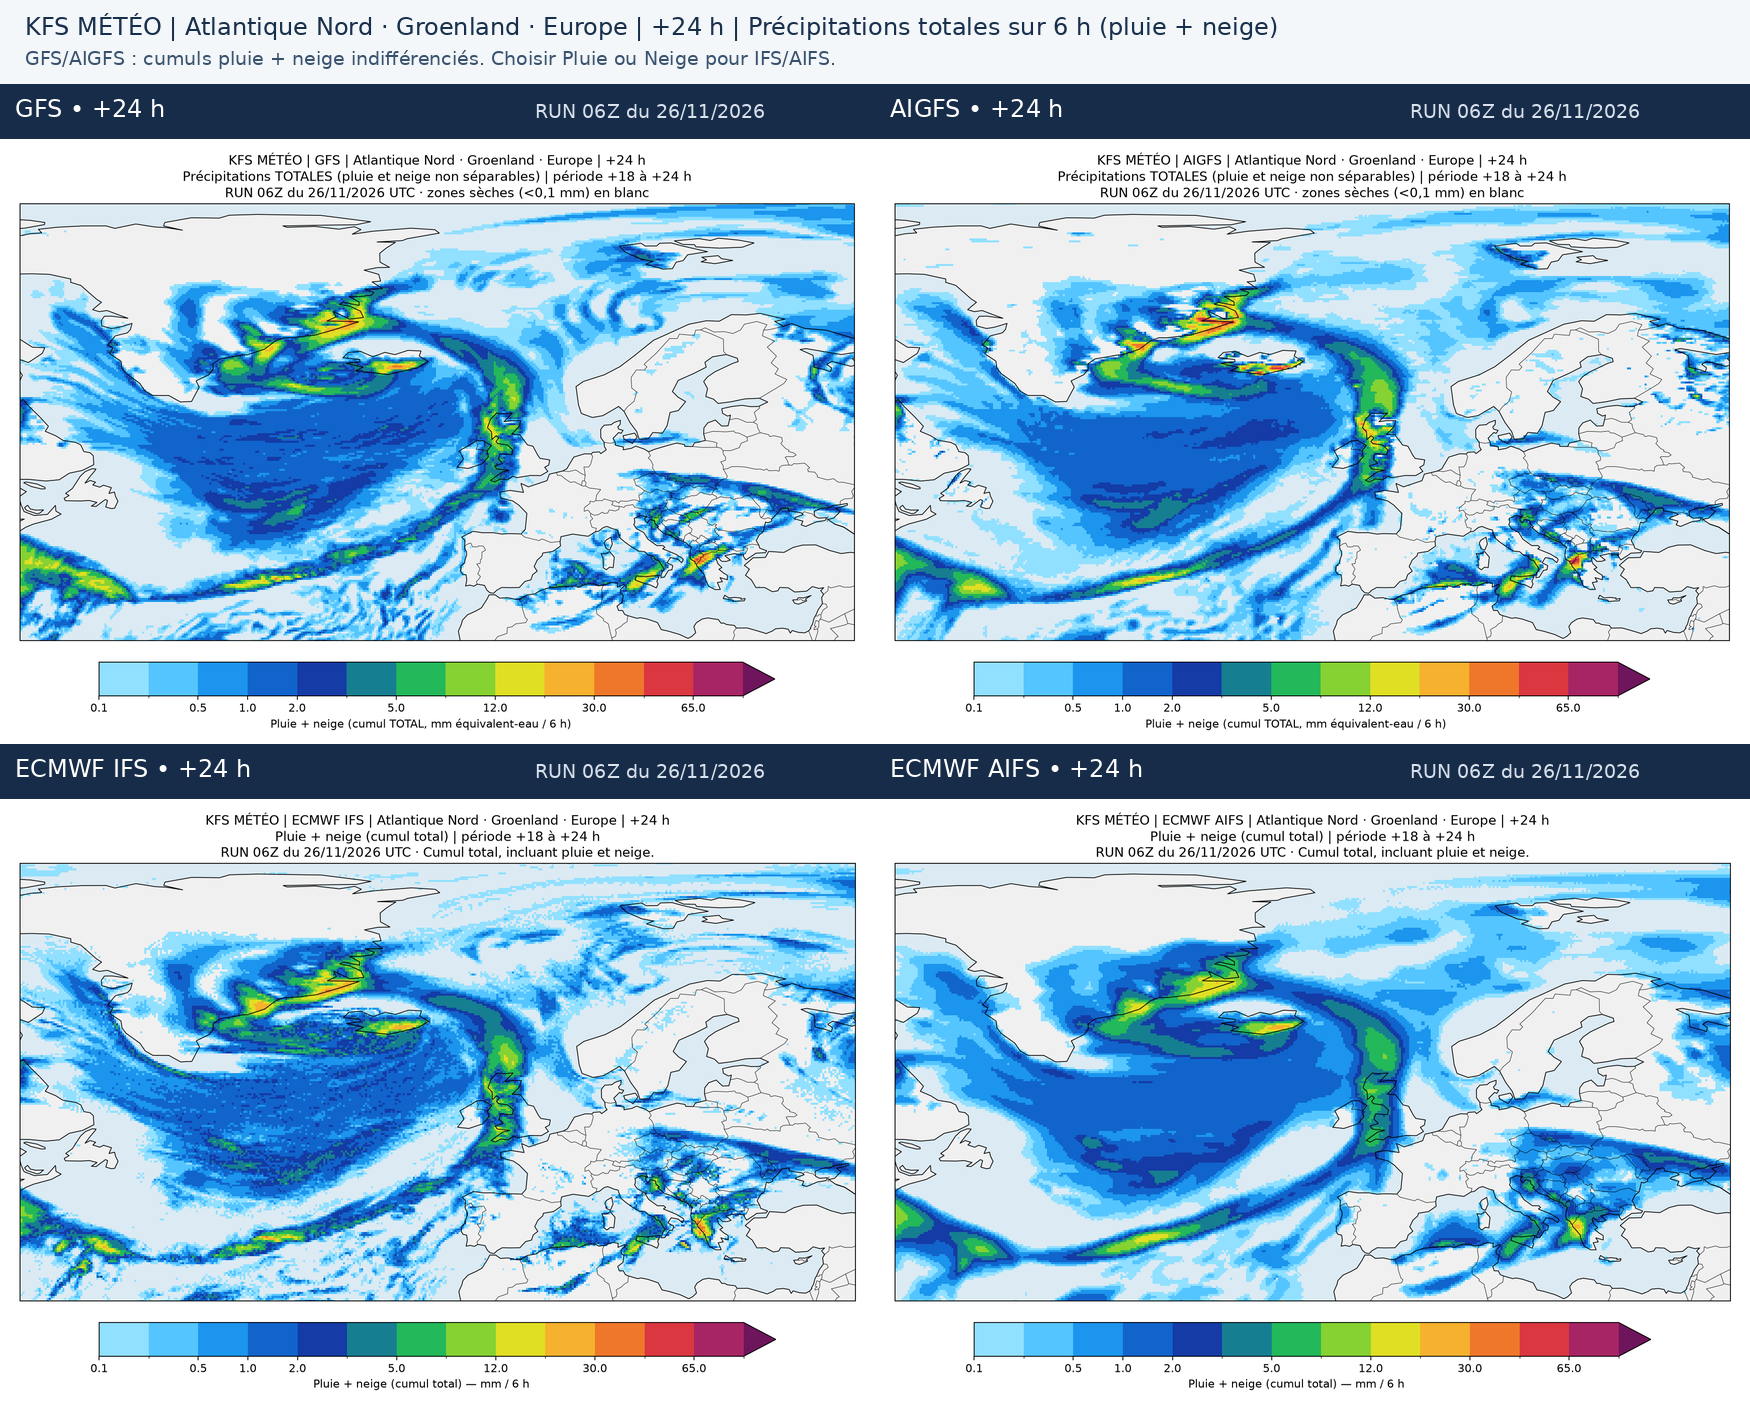 KFS MÉTÉO | Atlantique Nord · Groenland · Europe | +24 h | Précipitations totales sur 6 h (pluie + neige)
GFS/AIGFS : cumuls pluie + neige indifférenciés. Choisir Pluie ou Neige pour IFS/AIFS.
GFS • +24 h
RUN 06Z du 26/11/2026
AIGFS • +24 h
RUN 06Z du 26/11/2026
KFS MÉTÉO | GFS | Atlantique Nord · Groenland · Europe | +24 h
Précipitations TOTALES (pluie et neige non séparables) | période +18 à +24 h
RUN 06Z du 26/11/2026 UTC · zones sèches (<0,1 mm) en blanc
KFS MÉTÉO | AIGFS | Atlantique Nord · Groenland · Europe | +24 h
Précipitations TOTALES (pluie et neige non séparables) | période +18 à +24 h
RUN 06Z du 26/11/2026 UTC · zones sèches (<0,1 mm) en blanc
0.1 0.5 1.0 2.0 5.0 12.0 30.0 65.0
Pluie + neige (cumul TOTAL, mm équivalent-eau / 6 h)
0.1 0.5 1.0 2.0 5.0 12.0 30.0 65.0
Pluie + neige (cumul TOTAL, mm équivalent-eau / 6 h)
ECMWF IFS • +24 h
RUN 06Z du 26/11/2026
ECMWF AIFS • +24 h
RUN 06Z du 26/11/2026
KFS MÉTÉO | ECMWF IFS | Atlantique Nord · Groenland · Europe | +24 h
Pluie + neige (cumul total) | période +18 à +24 h
RUN 06Z du 26/11/2026 UTC · Cumul total, incluant pluie et neige.
KFS MÉTÉO | ECMWF AIFS | Atlantique Nord · Groenland · Europe | +24 h
Pluie + neige (cumul total) | période +18 à +24 h
RUN 06Z du 26/11/2026 UTC · Cumul total, incluant pluie et neige.
0.1 0.5 1.0 2.0 5.0 12.0 30.0 65.0
Pluie + neige (cumul total) — mm / 6 h
0.1 0.5 1.0 2.0 5.0 12.0 30.0 65.0
Pluie + neige (cumul total) — mm / 6 h